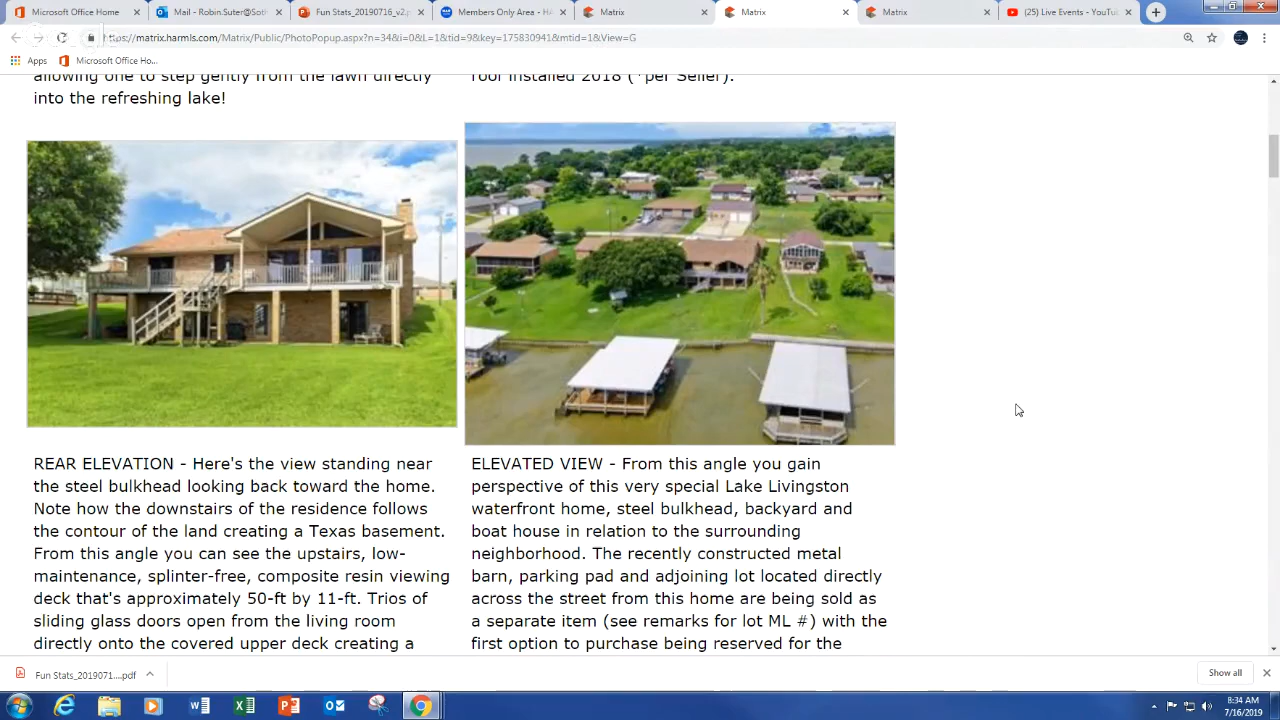 Microsoft Office Home
Mail - Robin.Suter@Soth
Fun Stats_20190716_v2.p
Members Only Area - HA
Matrix
Matrix
Matrix
(25) Live Events - YouTu
https://matrix.harmls.com/Matrix/Public/PhotoPopup.aspx?n=34&i=0&L=1&tid=9&key=175830941&mtid=1&View=G
Apps
Microsoft Office Ho...
allowing one to step gently from the lawn directly
into the refreshing lake!
roof installed 2018 (*per Seller).
REAR ELEVATION - Here's the view standing near
the steel bulkhead looking back toward the home.
Note how the downstairs of the residence follows
the contour of the land creating a Texas basement.
From this angle you can see the upstairs, low-
maintenance, splinter-free, composite resin viewing
deck that's approximately 50-ft by 11-ft. Trios of
sliding glass doors open from the living room
directly onto the covered upper deck creating a
ELEVATED VIEW - From this angle you gain
perspective of this very special Lake Livingston
waterfront home, steel bulkhead, backyard and
boat house in relation to the surrounding
neighborhood. The recently constructed metal
barn, parking pad and adjoining lot located directly
across the street from this home are being sold as
a separate item (see remarks for lot ML #) with the
first option to purchase being reserved for the
Fun Stats_2019071....pdf
Show all
8:34 AM
7/16/2019